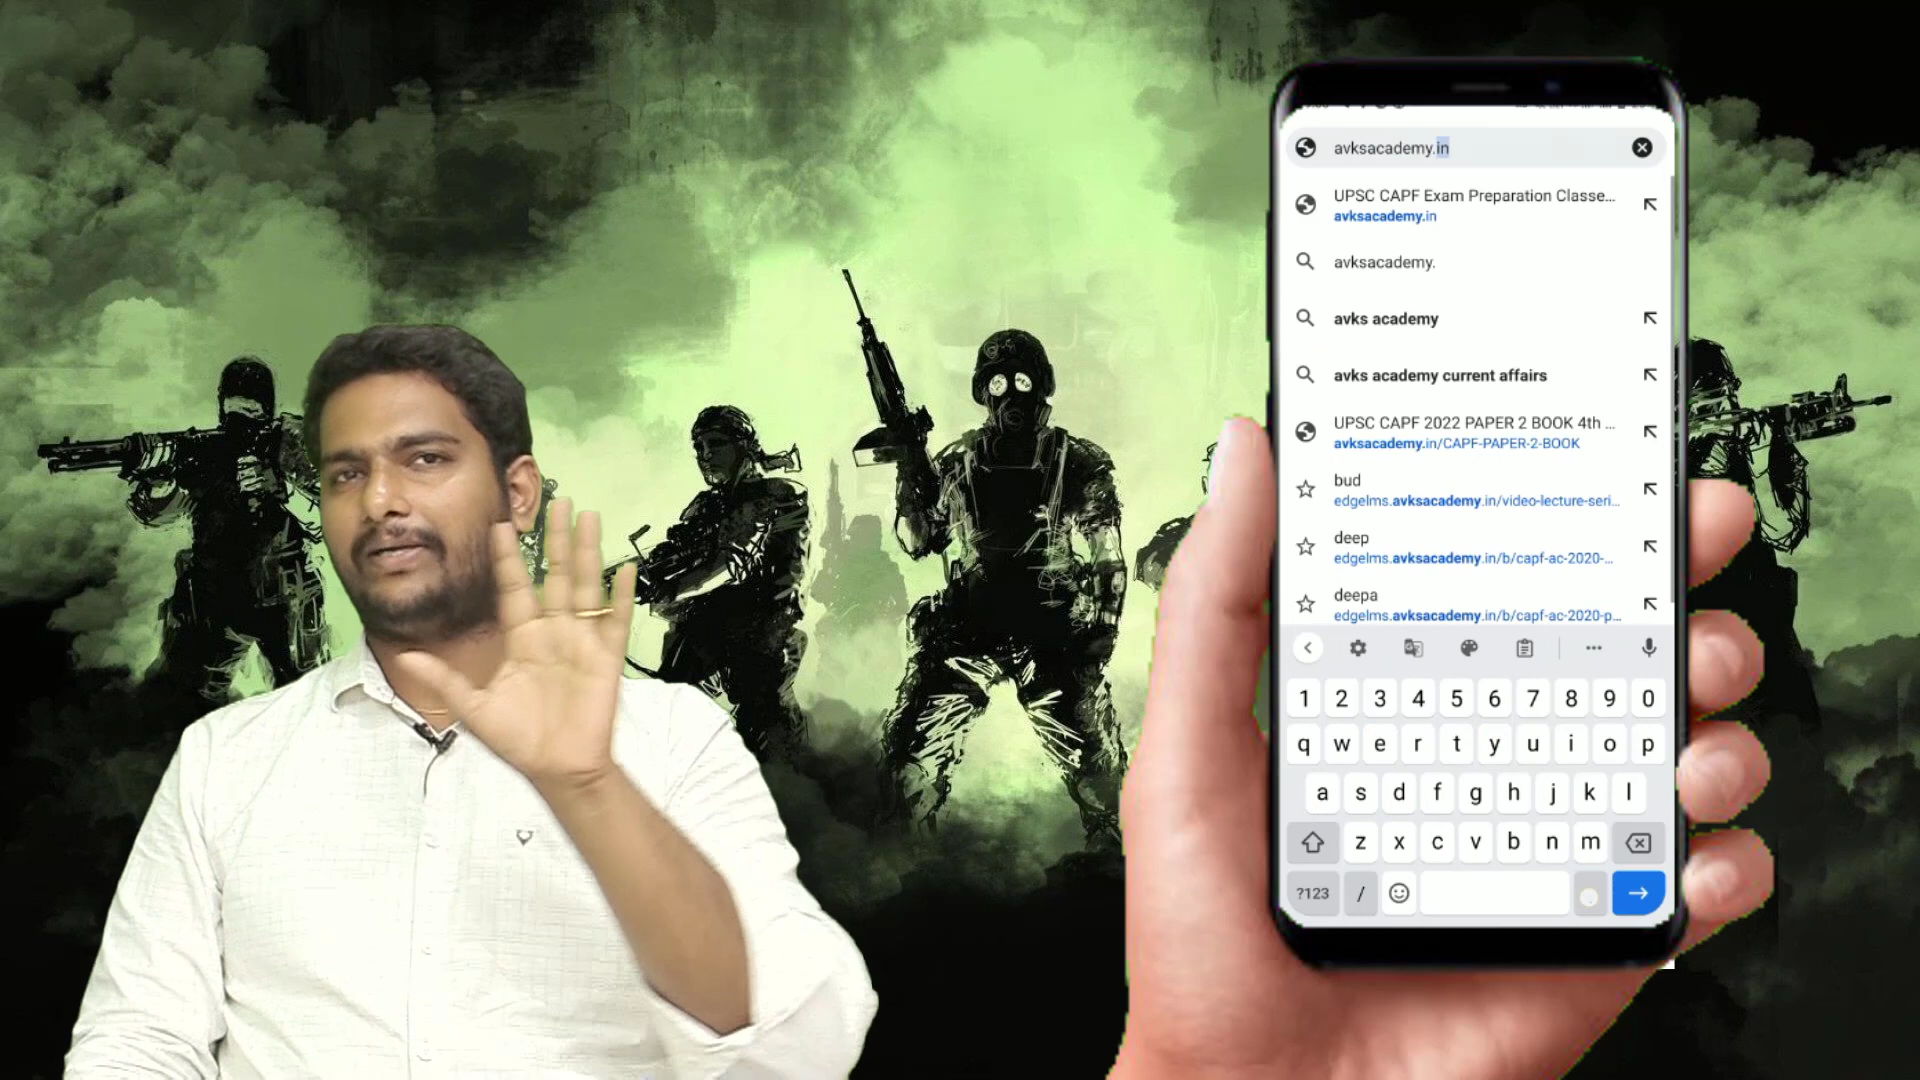 avksacademy.in
UPSC CAPF Exam Preparation Classe...
avksacademy.in
avksacademy.
avks academy
avks academy current affairs
UPSC CAPF 2022 PAPER 2 BOOK 4th ...
avksacademy.in/CAPF-PAPER-2-BOOK
bud
edgelms.avksacademy.in/video-lecture-seri...
deep
edgelms.avksacademy.in/b/capf-ac-2020-...
deepa
edgelms.avksacademy.in/b/capf-ac-2020-p...
1 2 3 4 5 6 7 8 9 0
q w e r t y u i o p
a s d f g h j k l
z x c v b n m
?123 /